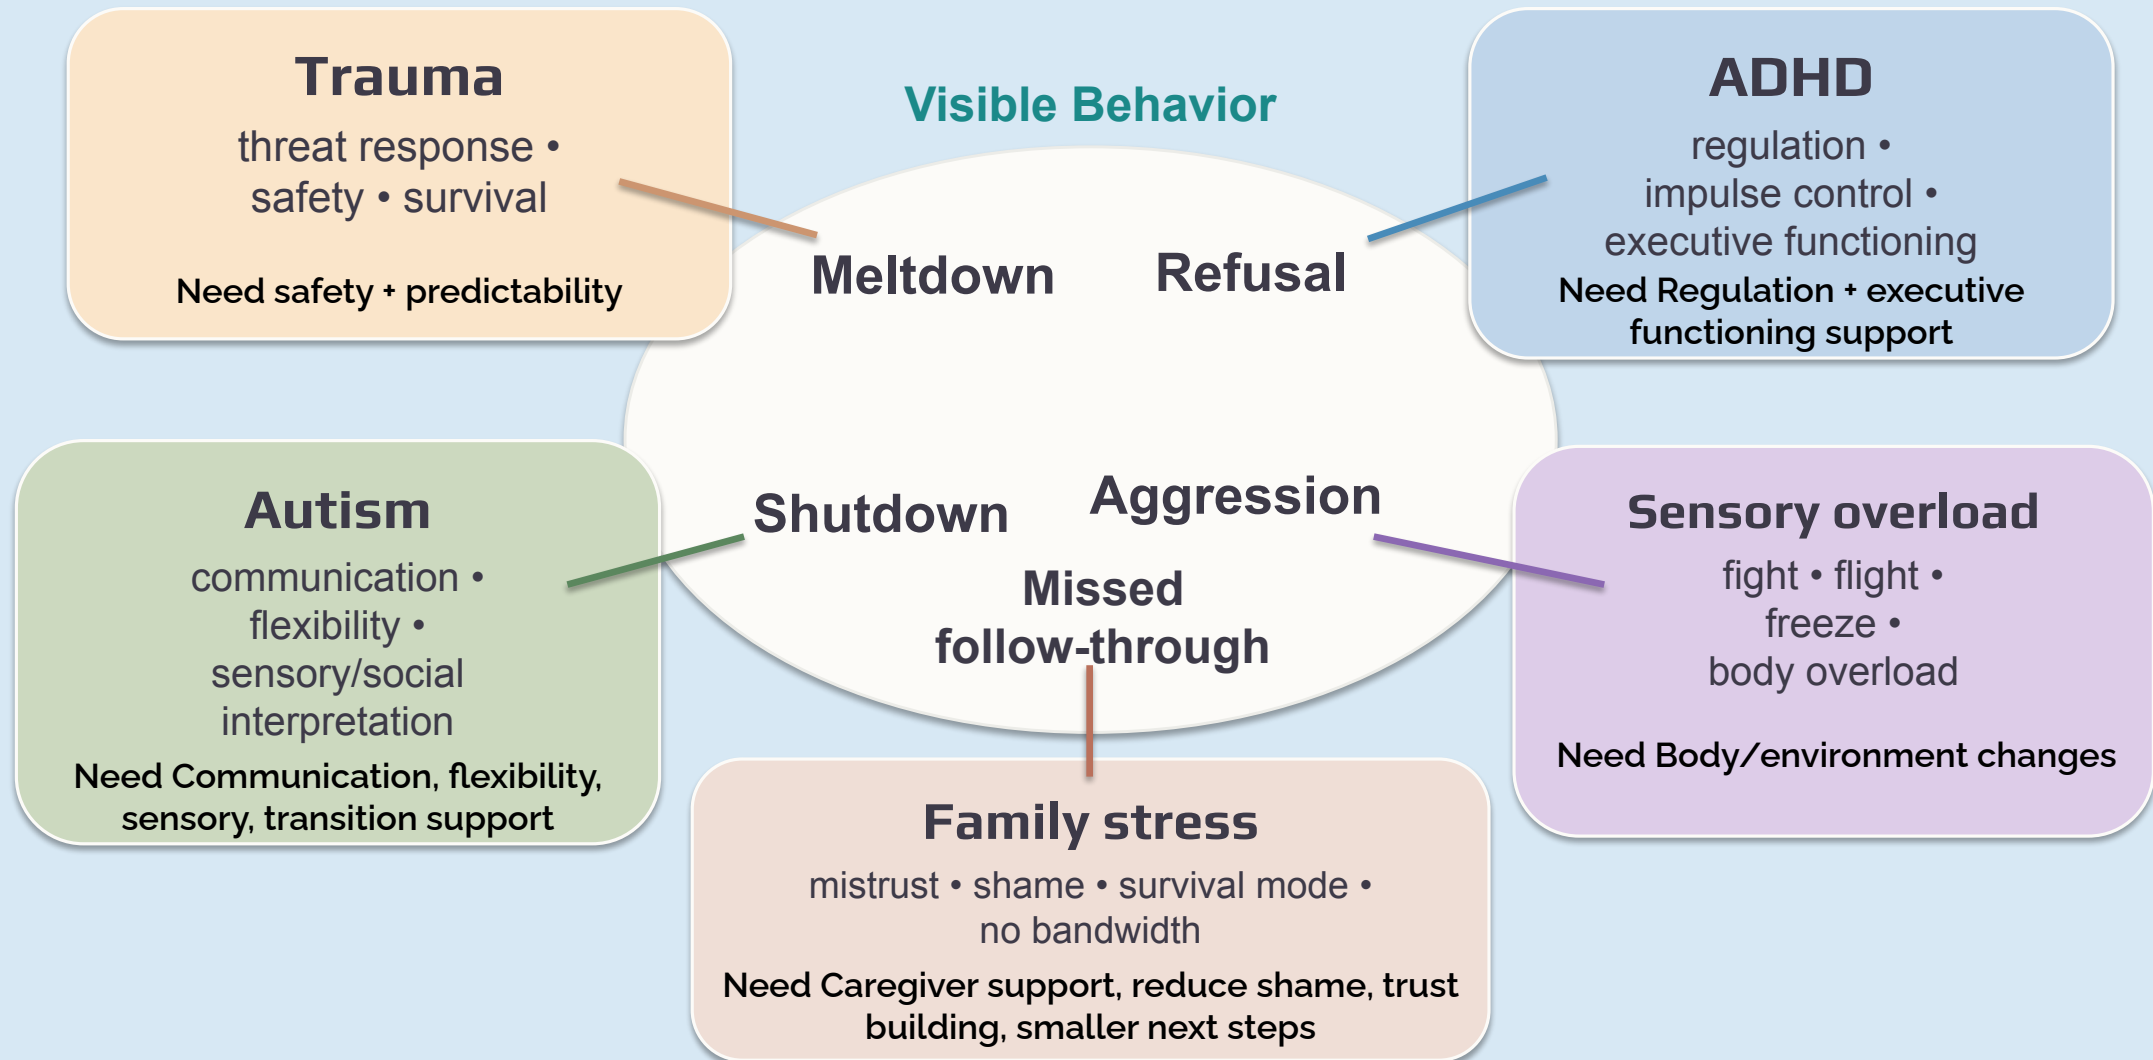 Trauma
threat response •
safety • survival
Need safety + predictability
Visible Behavior
ADHD
regulation •
impulse control •
executive functioning
Need Regulation + executive
functioning support
Meltdown
Refusal
Autism
communication •
flexibility •
sensory/social
interpretation
Need Communication, flexibility,
sensory, transition support
Shutdown
Aggression
Missed
follow-through
Sensory overload
fight • flight •
freeze •
body overload
Need Body/environment changes
Family stress
mistrust • shame • survival mode •
no bandwidth
Need Caregiver support, reduce shame, trust
building, smaller next steps